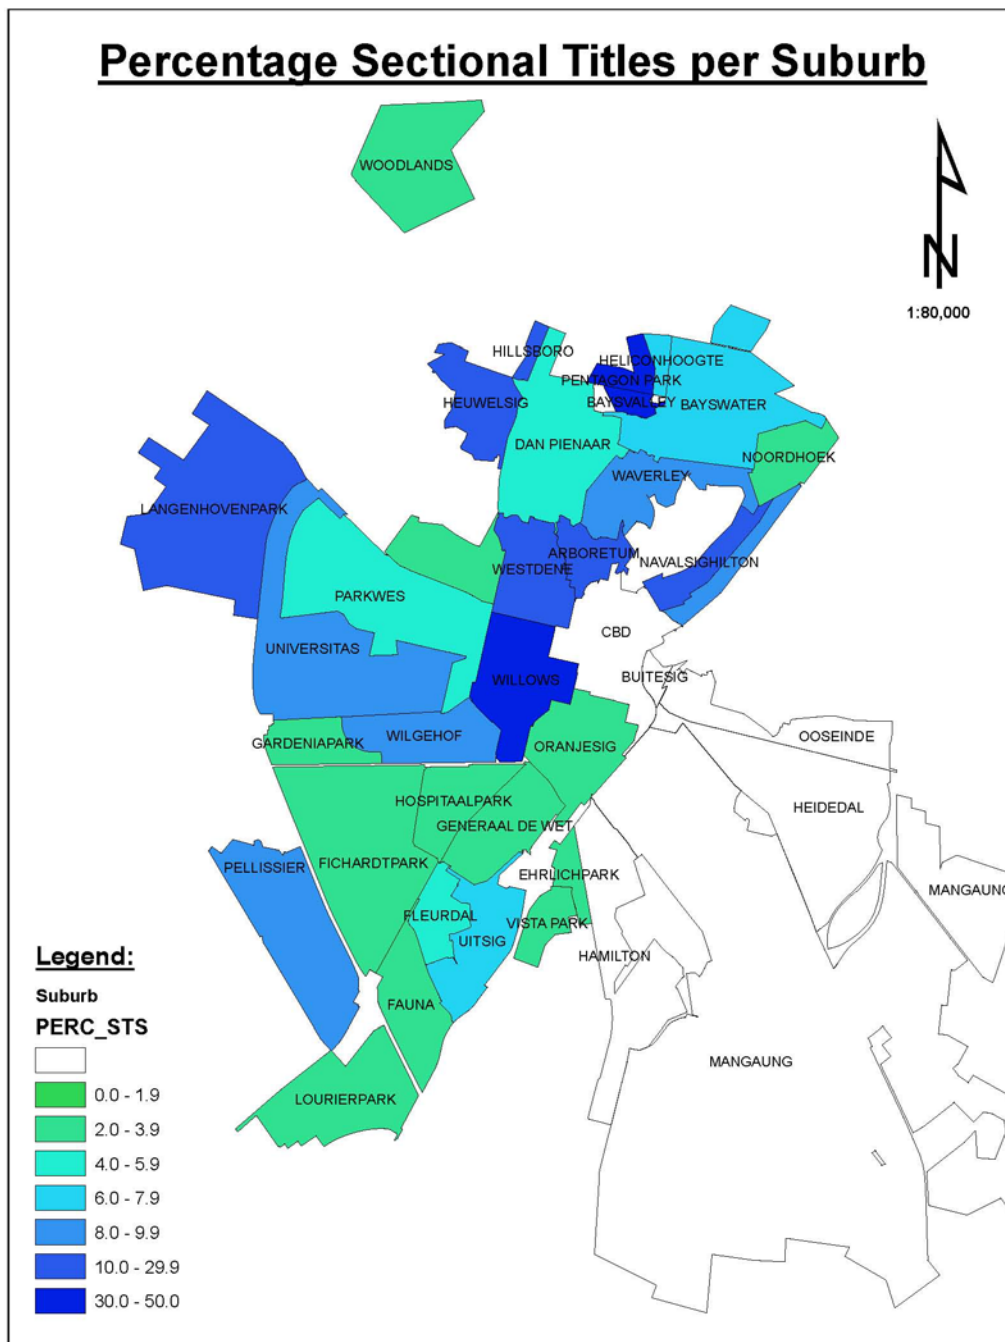 Percentage Sectional Titles per Suburb
WOODLANDS
N
1:80,000
HILLSBORO
HELICONHOOGTE
PENTAGON PARK
HEUWELSIG
BAYSVALLEY
BAYSWATER
DAN PIENAAR
NOORDHOEK
WAVERLEY
LANGENHOVENPARK
ARBORETUM
WESTDENE
NAVALSIGHILTON
PARKWES
CBD
UNIVERSITAS
WILLOWS
BUITESIG
WILGEHOF
OOSEINDE
GARDENIAPARK
ORANJESIG
HOSPITAALPARK
HEIDEDAL
GENERAAL DE WET
FICHARDTPARK
PELLISSIER
EHRLICHPARK
MANGAUNG
FLEURDAL
VISTA PARK
UITSIG
HAMILTON
FAUNA
MANGAUNG
LOURIERPARK
Legend:
Suburb
PERC_STS
0.0 - 1.9
2.0 - 3.9
4.0 - 5.9
6.0 - 7.9
8.0 - 9.9
10.0 - 29.9
30.0 - 50.0